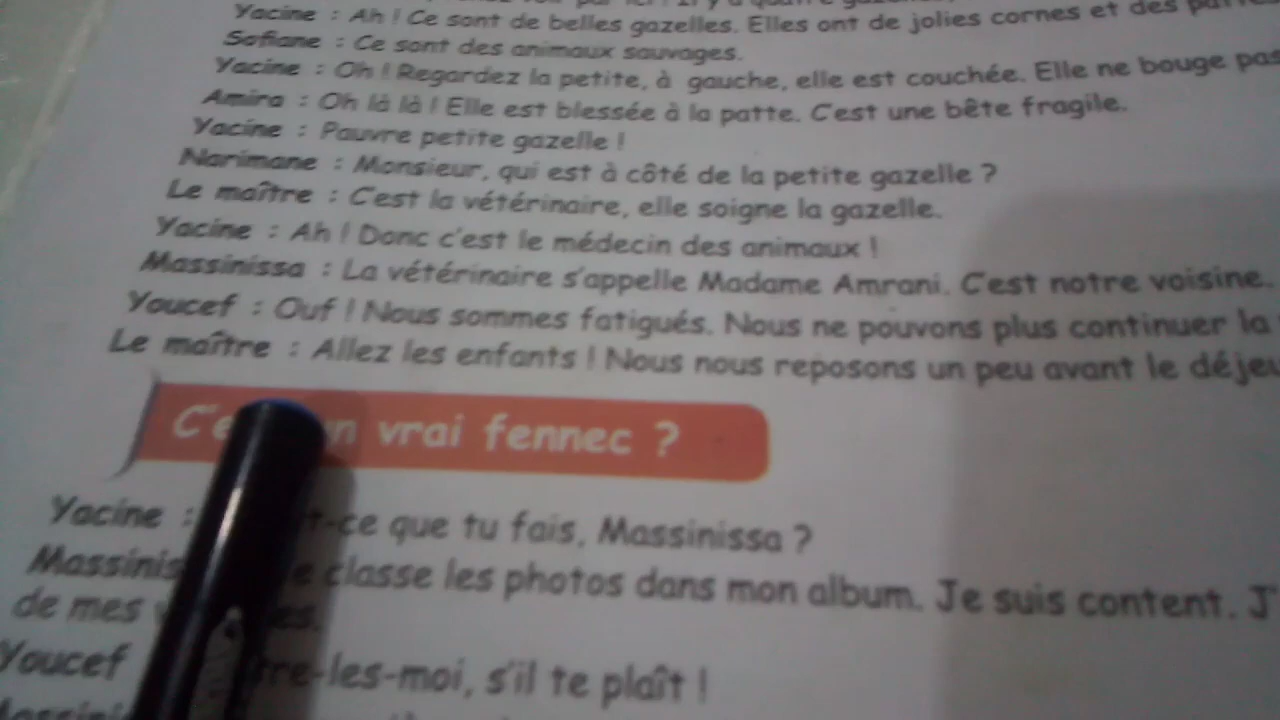 Yacine : Ah ! Ce sont de belles gazelles. Elles ont de jolies cornes et des
Sofiane : Ce sont des animaux sauvages.
Yacine : Oh ! Regardez la petite, à gauche, elle est couchée. Elle ne bouge pas
Amira : Oh là là ! Elle est blessée à la patte. C'est une bête fragile.
Yacine : Pauvre petite gazelle !
Narimane : Monsieur, qui est à côté de la petite gazelle ?
Le maître : C'est la vétérinaire, elle soigne la gazelle.
Yacine : Ah ! Donc c'est le médecin des animaux !
Massinissa : La vétérinaire s'appelle Madame Amrani. C'est notre voisine.
Youcef : Ouf ! Nous sommes fatigués. Nous ne pouvons plus continuer la
Le maître : Allez les enfants ! Nous nous reposons un peu avant le
vrai fennec ?
Yacine : que tu fais, Massinissa ?
classe les photos dans mon album. Je suis content.
de mes
Youcef -les-moi, s'il te plaît !